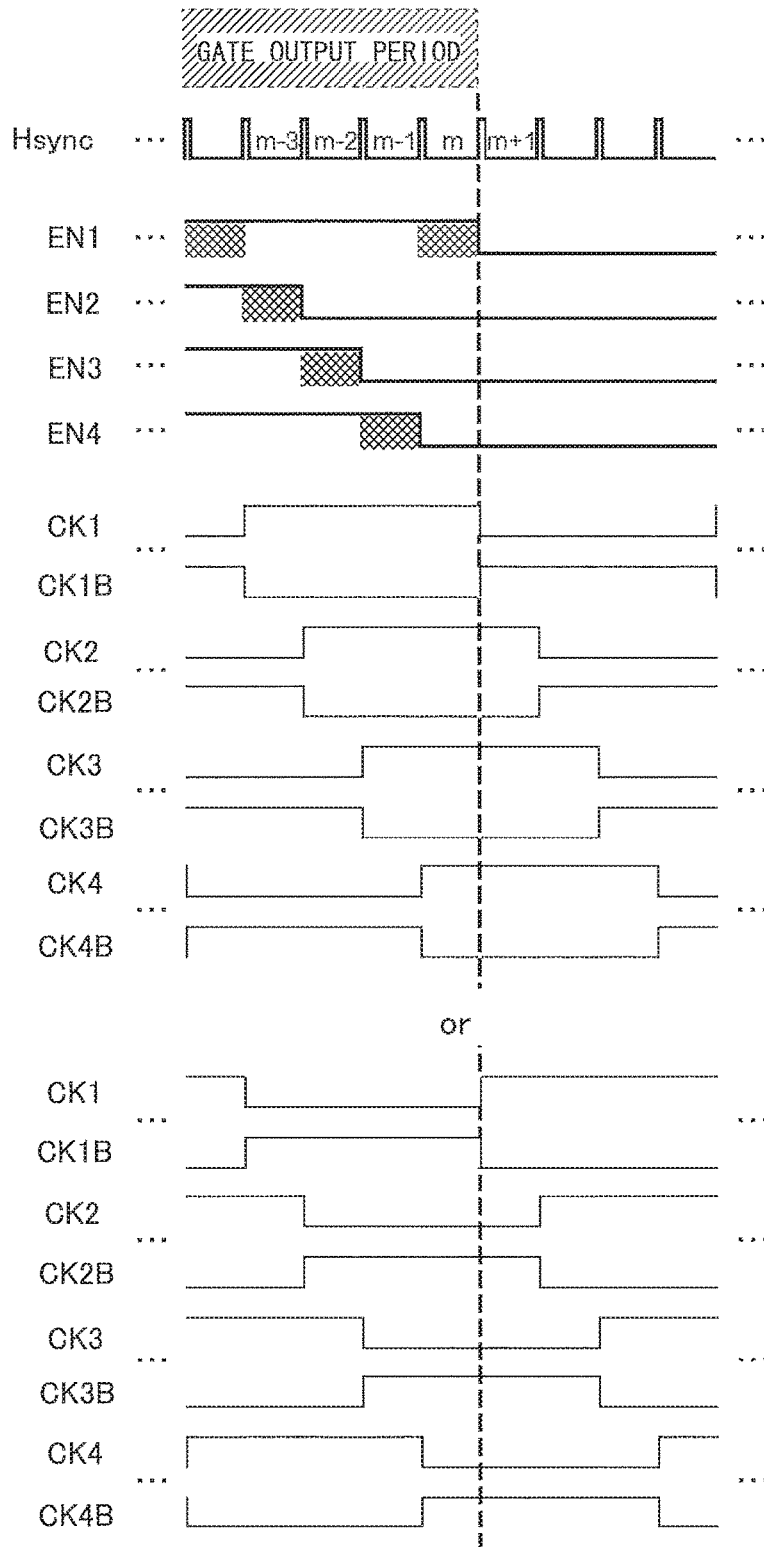 GATE OUTPUT PERIOD
Hsync ... m-3 m-2 m-1 m m+1 ...
EN1 ... ...
EN2 ... ...
EN3 ... ...
EN4 ... ...
CK1
... ...
CK1B
CK2
... ...
CK2B
CK3
... ...
CK3B
CK4
... ...
CK4B
or
CK1
... ...
CK1B
CK2
... ...
CK2B
CK3
... ...
CK3B
CK4
... ...
CK4B